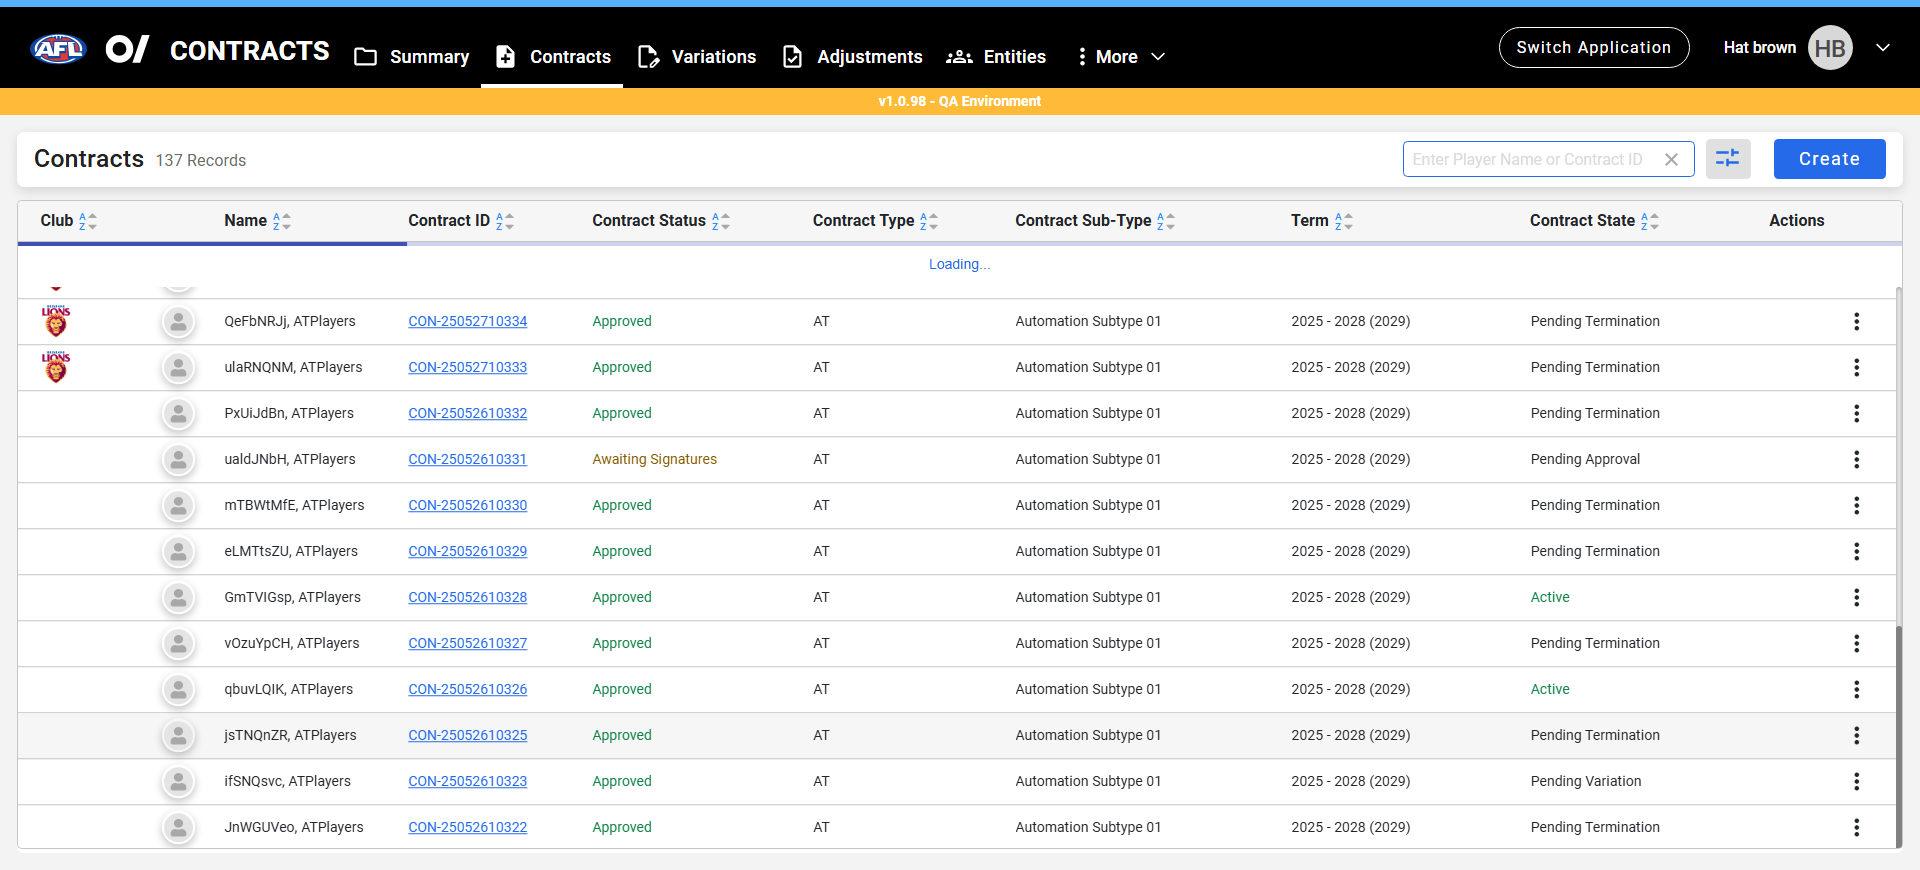 AFL CONTRACTS Summary Contracts Variations Adjustments Entities More Switch Application Hat brown HB
v1.0.98 - QA Environment
Contracts 137 Records Enter Player Name or Contract ID Create
Club Name Contract ID Contract Status Contract Type Contract Sub-Type Term Contract State Actions
Loading...
LIONS QeFbNRJj, ATPlayers CON-25052710334 Approved AT Automation Subtype 01 2025 - 2028 (2029) Pending Termination
LIONS ulaRNQNM, ATPlayers CON-25052710333 Approved AT Automation Subtype 01 2025 - 2028 (2029) Pending Termination
PxUiJdBn, ATPlayers CON-25052610332 Approved AT Automation Subtype 01 2025 - 2028 (2029) Pending Termination
ualdJNbH, ATPlayers CON-25052610331 Awaiting Signatures AT Automation Subtype 01 2025 - 2028 (2029) Pending Approval
mTBWtMfE, ATPlayers CON-25052610330 Approved AT Automation Subtype 01 2025 - 2028 (2029) Pending Termination
eLMTtsZU, ATPlayers CON-25052610329 Approved AT Automation Subtype 01 2025 - 2028 (2029) Pending Termination
GmTVIGsp, ATPlayers CON-25052610328 Approved AT Automation Subtype 01 2025 - 2028 (2029) Active
vOzuYpCH, ATPlayers CON-25052610327 Approved AT Automation Subtype 01 2025 - 2028 (2029) Pending Termination
qbuvLQIK, ATPlayers CON-25052610326 Approved AT Automation Subtype 01 2025 - 2028 (2029) Active
jsTNQnZR, ATPlayers CON-25052610325 Approved AT Automation Subtype 01 2025 - 2028 (2029) Pending Termination
ifSNQsvc, ATPlayers CON-25052610323 Approved AT Automation Subtype 01 2025 - 2028 (2029) Pending Variation
JnWGUVeo, ATPlayers CON-25052610322 Approved AT Automation Subtype 01 2025 - 2028 (2029) Pending Termination